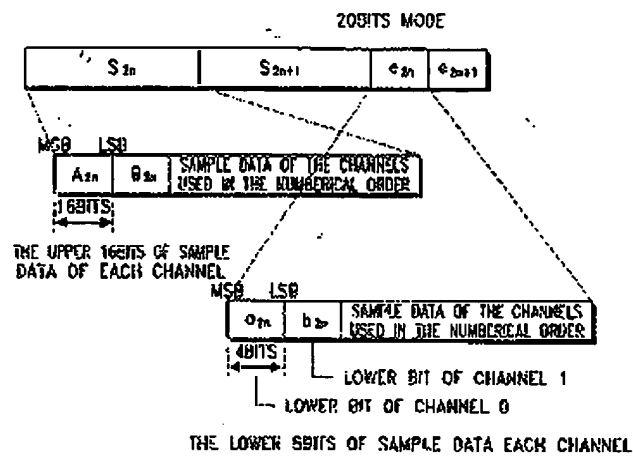 20BITS MODE
S2n S2n+1 e2n e2n+1
MSB LSB
A2n B2n SAMPLE DATA OF THE CHANNELS
USED IN THE NUMERICAL ORDER
16BITS
THE UPPER 16BITS OF SAMPLE
DATA OF EACH CHANNEL
MSB LSB
a2n b2n SAMPLE DATA OF THE CHANNELS
USED IN THE NUMERICAL ORDER
4BITS
LOWER BIT OF CHANNEL 1
LOWER BIT OF CHANNEL 0
THE LOWER BITS OF SAMPLE DATA EACH CHANNEL